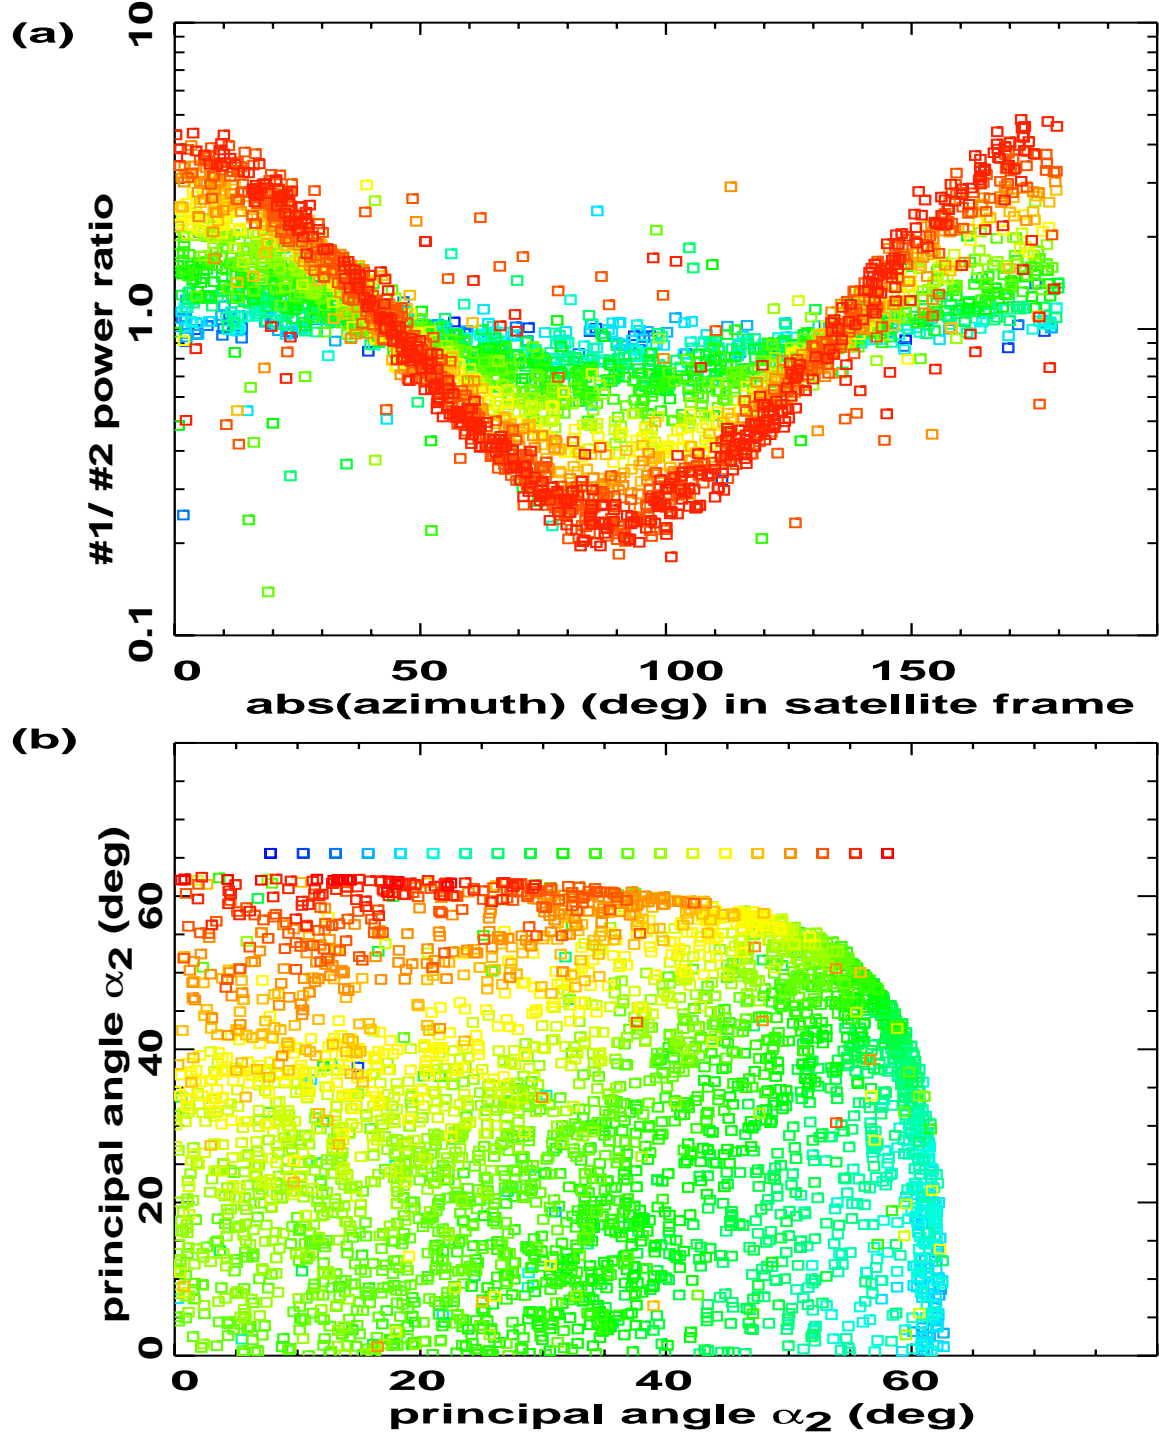 (a)
#1/ #2 power ratio
10
1.0
0.1
0 50 100 150
abs(azimuth) (deg) in satellite frame
(b)
principal angle α2 (deg)
60
40
20
0
0 20 40 60
principal angle α2 (deg)